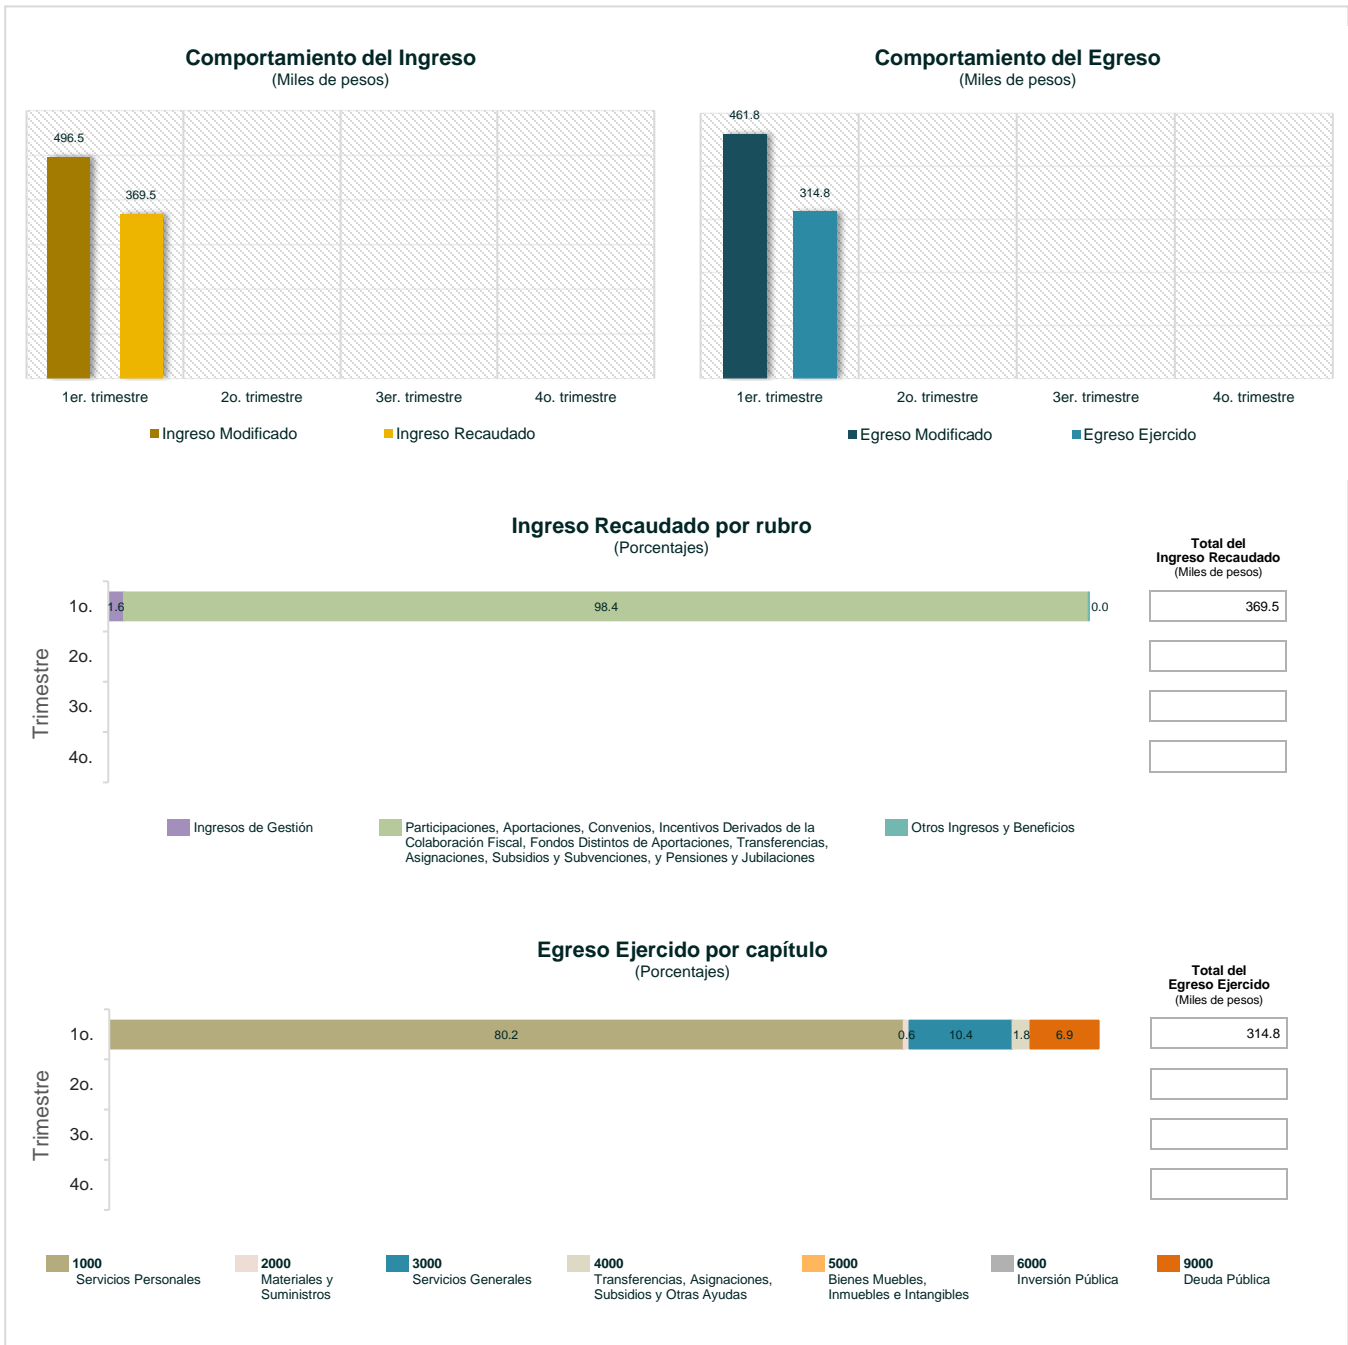 Comportamiento del Ingreso
(Miles de pesos)
496.5
369.5
1er. trimestre
2o. trimestre
3er. trimestre
4o. trimestre
Ingreso Modificado
Ingreso Recaudado
Comportamiento del Egreso
(Miles de pesos)
461.8
314.8
1er. trimestre
2o. trimestre
3er. trimestre
4o. trimestre
Egreso Modificado
Egreso Ejercido
Ingreso Recaudado por rubro
(Porcentajes)
Total del
Ingreso Recaudado
(Miles de pesos)
Trimestre
1o.
1.6
98.4
0.0
369.5
2o.
3o.
4o.
Ingresos de Gestión
Participaciones, Aportaciones, Convenios, Incentivos Derivados de la
Colaboración Fiscal, Fondos Distintos de Aportaciones, Transferencias,
Asignaciones, Subsidios y Subvenciones, y Pensiones y Jubilaciones
Otros Ingresos y Beneficios
Egreso Ejercido por capítulo
(Porcentajes)
Total del
Egreso Ejercido
(Miles de pesos)
Trimestre
1o.
80.2
0.6
10.4
1.8
6.9
314.8
2o.
3o.
4o.
1000
Servicios Personales
2000
Materiales y
Suministros
3000
Servicios Generales
4000
Transferencias, Asignaciones,
Subsidios y Otras Ayudas
5000
Bienes Muebles,
Inmuebles e Intangibles
6000
Inversión Pública
9000
Deuda Pública